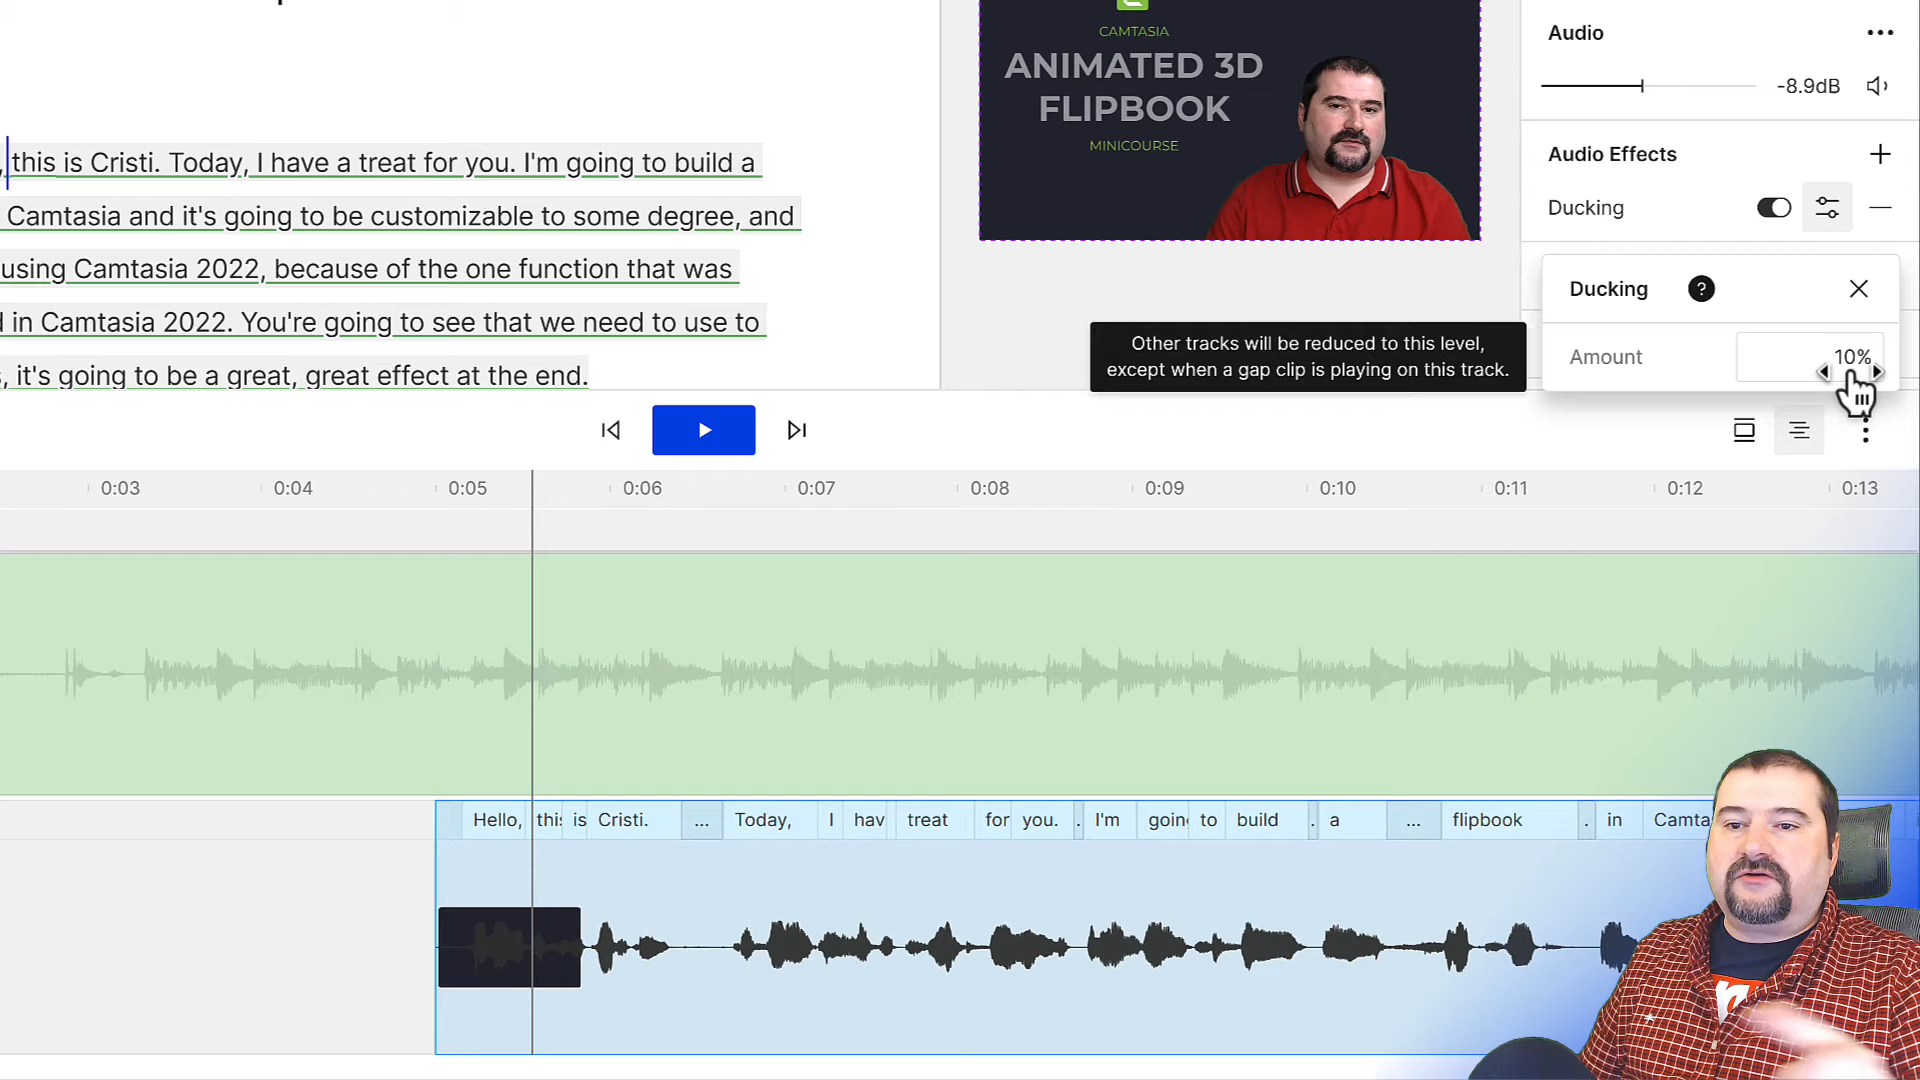 CAMTASIA
ANIMATED 3D
FLIPBOOK
MINICOURSE
Audio
-8.9dB
Audio Effects
Ducking
Ducking ?
Amount 10%
Other tracks will be reduced to this level,
except when a gap clip is playing on this track.
, this is Cristi. Today, I have a treat for you. I'm going to build a
Camtasia and it's going to be customizable to some degree, and
using Camtasia 2022, because of the one function that was
in Camtasia 2022. You're going to see that we need to use to
, it's going to be a great, great effect at the end.
0:03 0:04 0:05 0:06 0:07 0:08 0:09 0:10 0:11 0:12 0:13
Hello, this is Cristi. ... Today, I hav treat for you. . I'm going to build . a ... flipbook . in Camta